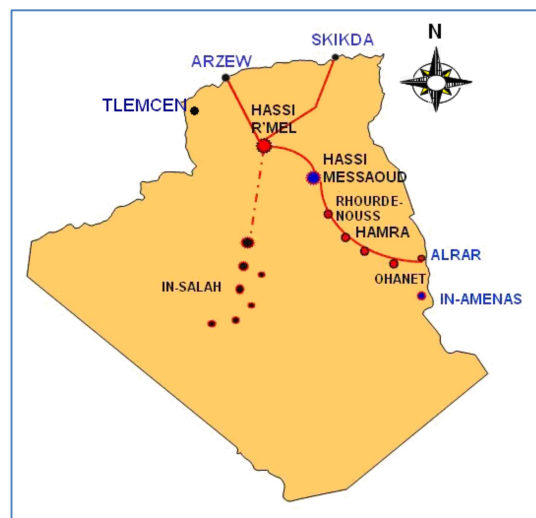 SKIKDA
N
ARZEW
TLEMCEN
HASSI
R'MEL
HASSI
MESSAOUD
RHOURDE-
NOUSS
HAMRA
ALRAR
OHANET
IN-SALAH
IN-AMENAS